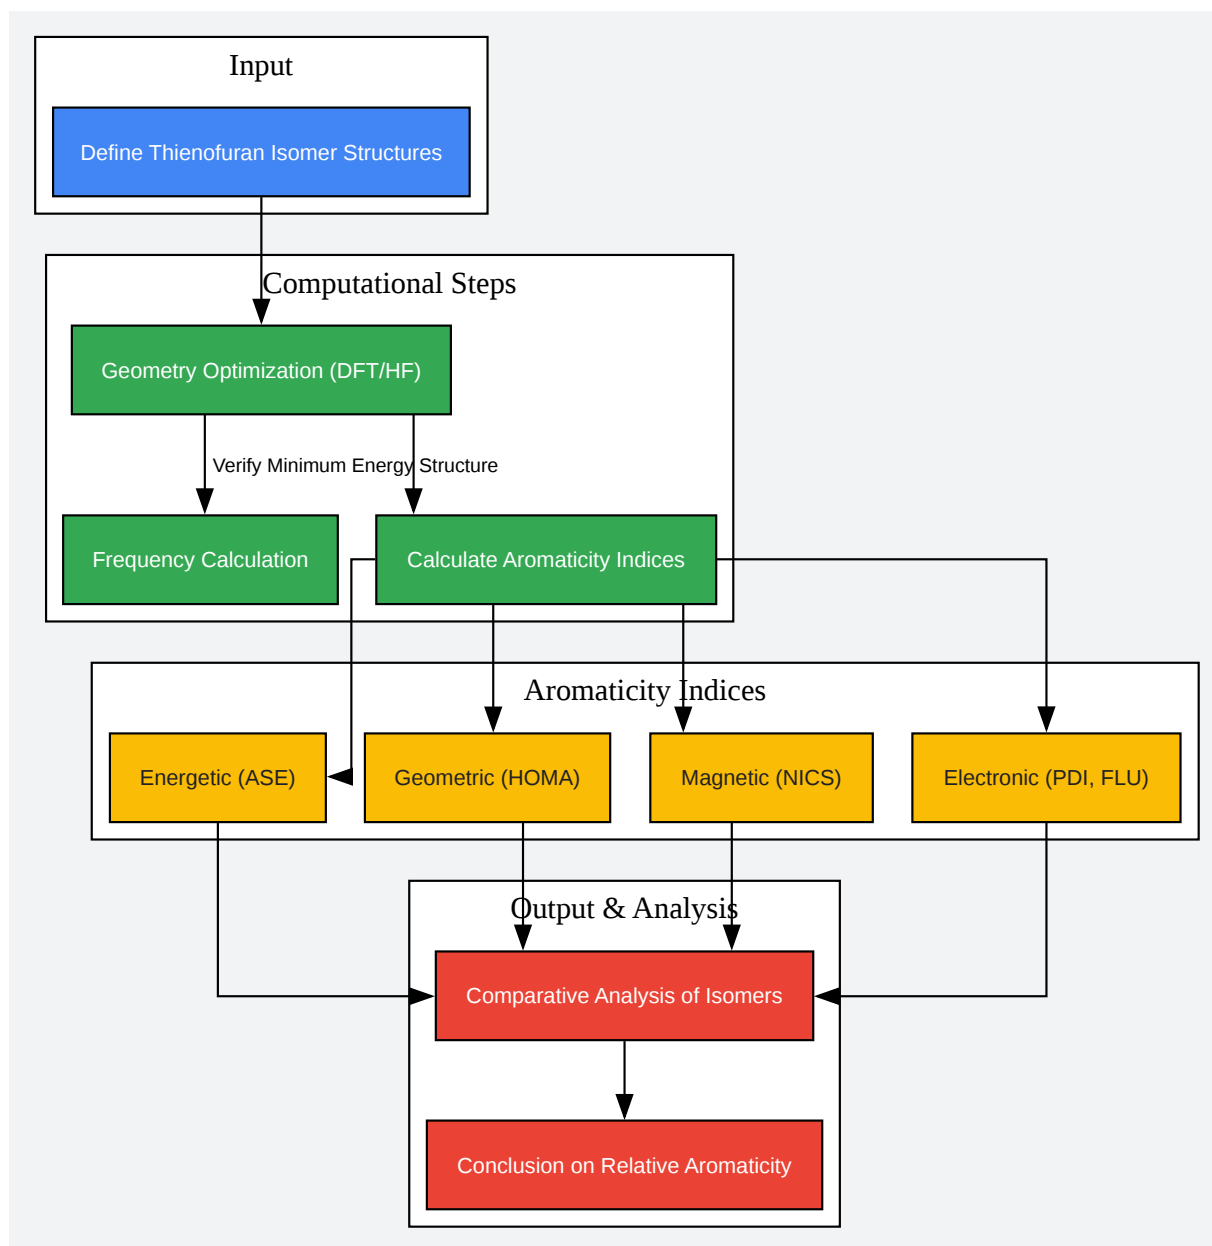 Input
Define Thienofuran Isomer Structures
Computational Steps
Geometry Optimization (DFT/HF)
Verify Minimum Energy Structure
Frequency Calculation
Calculate Aromaticity Indices
Aromaticity Indices
Energetic (ASE)
Geometric (HOMA)
Magnetic (NICS)
Electronic (PDI, FLU)
Output & Analysis
Comparative Analysis of Isomers
Conclusion on Relative Aromaticity